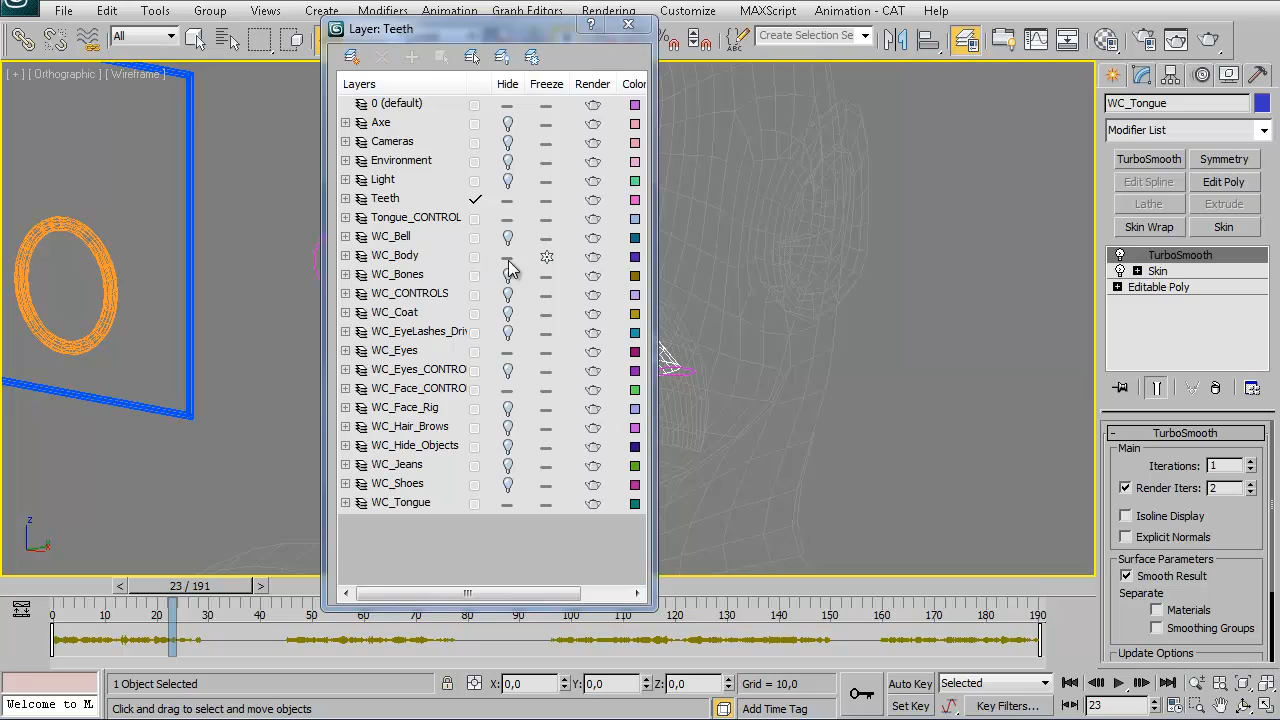 Edit Tools Group Views Modifiers Animation Graph Editors Rendering Customize MAXScript Animation - CAT Help
Layer: Teeth
All
Create Selection Se
[ + ] [ Orthographic ] [ Wireframe ]
Layers Hide Freeze Render Color
0 (default)
Axe
Cameras
Environment
Light
Teeth
Tongue_CONTROL
WC_Bell
WC_Body
WC_Bones
WC_CONTROLS
WC_Coat
WC_EyeLashes_Driv
WC_Eyes
WC_Eyes_CONTRO
WC_Face_CONTRO
WC_Face_Rig
WC_Hair_Brows
WC_Hide_Objects
WC_Jeans
WC_Shoes
WC_Tongue
WC_Tongue
Modifier List
TurboSmooth Symmetry
Edit Spline Edit Poly
Lathe Extrude
Skin Wrap Skin
TurboSmooth
Skin
Editable Poly
- TurboSmooth
Main
Iterations: 1
Render Iters: 2
Isoline Display
Explicit Normals
Surface Parameters
Smooth Result
Separate
Materials
Smoothing Groups
Update Options
z
x
< 23 / 191 >
0 10 20 30 40 50 60 70 80 90 100 110 120 130 140 150 160 170 180 190
1 Object Selected X: 0,0 Y: 0,0 Z: 0,0 Grid = 10,0 Auto Key Selected
Welcome to M. Click and drag to select and move objects Add Time Tag Set Key Key Filters... 23